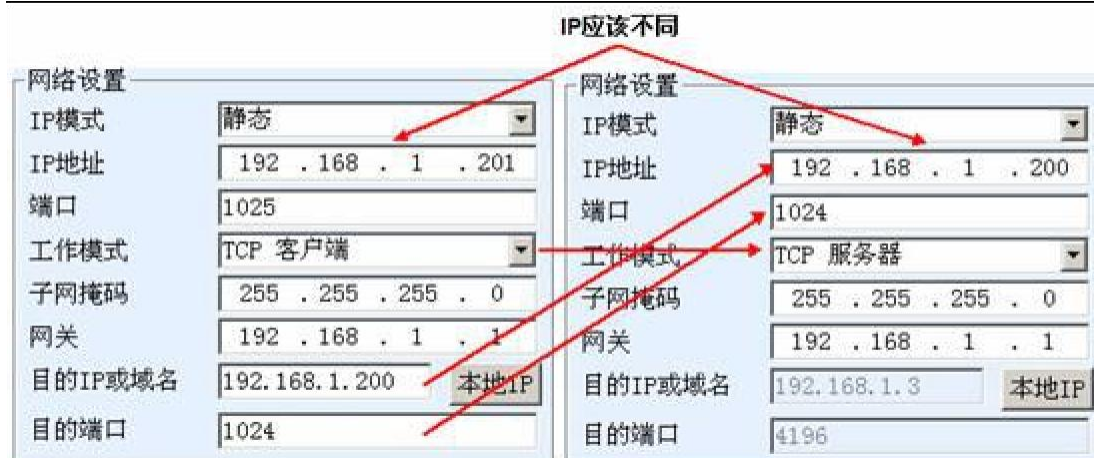 IP应该不同
网络设置
IP模式 静态
IP地址 192 . 168 . 1 . 201
端口 1025
工作模式 TCP 客户端
子网掩码 255 . 255 . 255 . 0
网关 192 . 168 . 1 . 1
目的IP或域名 192.168.1.200 本地IP
目的端口 1024
网络设置
IP模式 静态
IP地址 192 . 168 . 1 . 200
端口 1024
工作模式 TCP 服务器
子网掩码 255 . 255 . 255 . 0
网关 192 . 168 . 1 . 1
目的IP或域名 192.168.1.3 本地IP
目的端口 4196